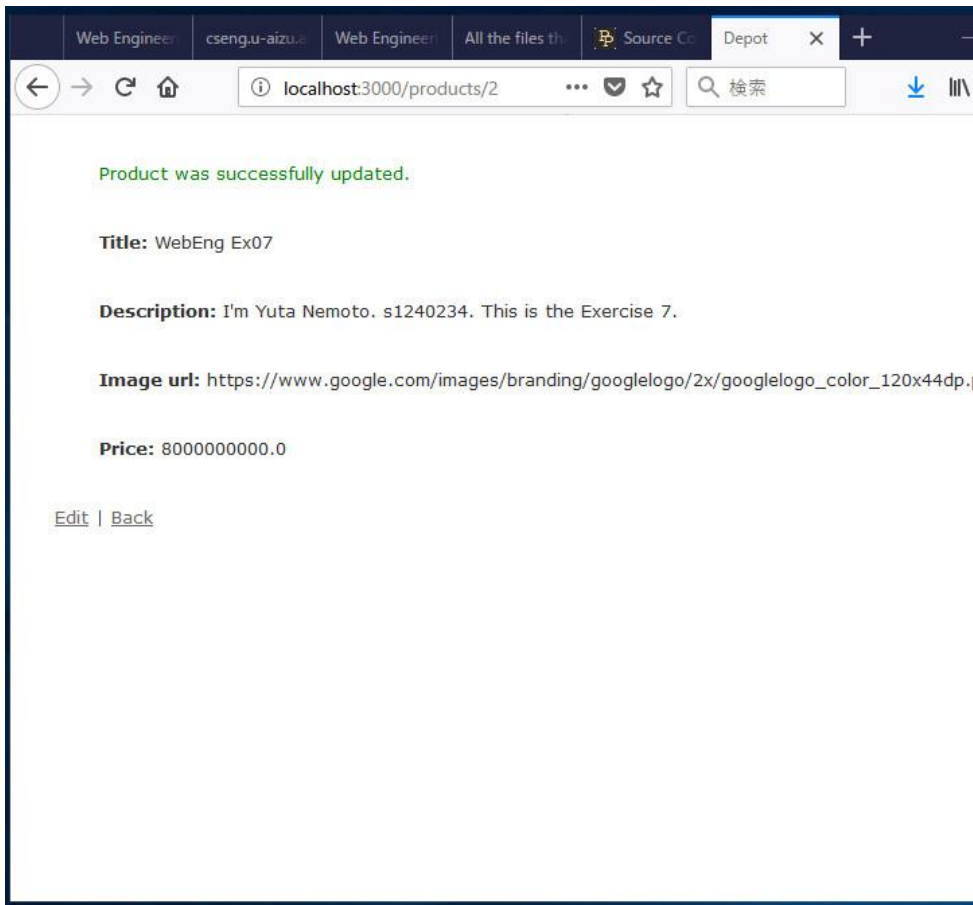 Web Engineer cseng.u-aizu.a Web Engineer All the files th Source Co Depot
localhost:3000/products/2 検索
Product was successfully updated.
Title: WebEng Ex07
Description: I'm Yuta Nemoto. s1240234. This is the Exercise 7.
Image url: https://www.google.com/images/branding/googlelogo/2x/googlelogo_color_120x44dp.
Price: 8000000000.0
Edit | Back